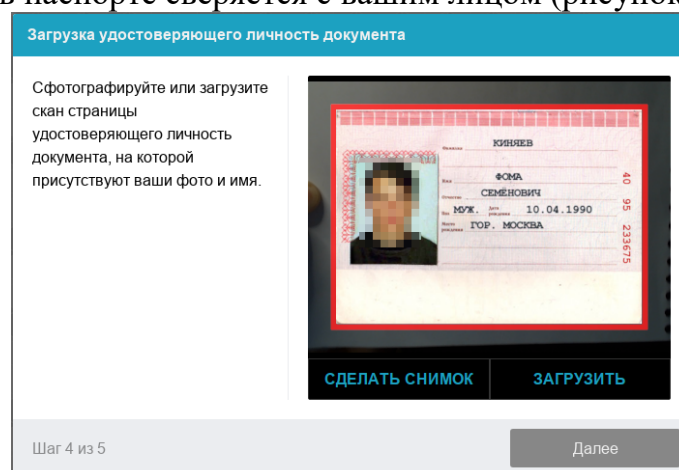 в паспорте сверяется с вашим лицом (рисунок
Загрузка удостоверяющего личность документа
Сфотографируйте или загрузите
скан страницы
удостоверяющего личность
документа, на которой
присутствуют ваши фото и имя.
КИНЯЕВ
ФОМА
СЕМЁНОВИЧ
МУЖ. 10.04.1990
ГОР. МОСКВА
40 95 233675
СДЕЛАТЬ СНИМОК ЗАГРУЗИТЬ
Шаг 4 из 5 Далее